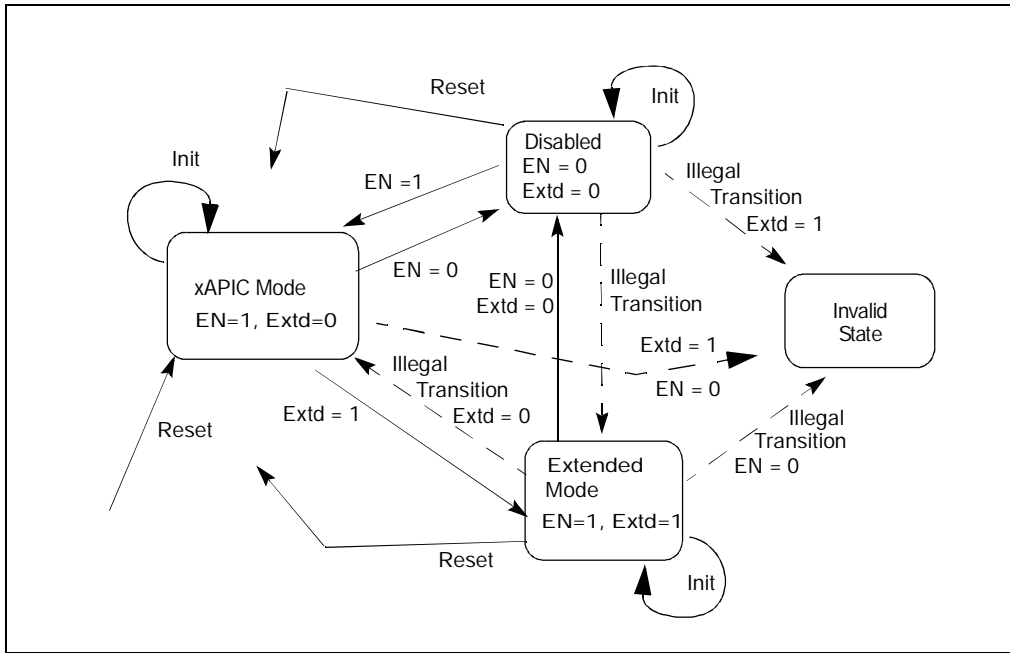 Reset
Init
Disabled
EN = 0
Extd = 0
Illegal
Transition
Extd = 1
Init
EN =1
EN = 0
xAPIC Mode
EN=1, Extd=0
EN = 0
Extd = 0
Illegal
Transition
Invalid
State
Extd = 1
EN = 0
Illegal
Transition
Extd = 0
Extd = 1
Reset
Illegal
Transition
EN = 0
Extended
Mode
EN=1, Extd=1
Reset
Init